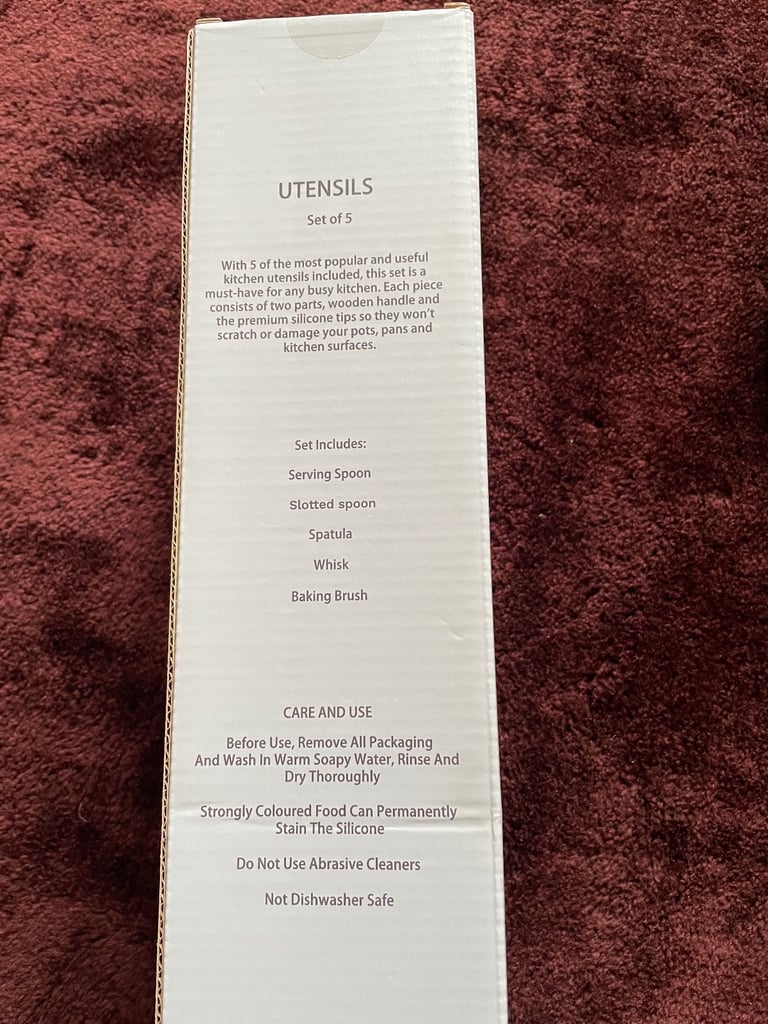 UTENSILS
Set of 5
With 5 of the most popular and useful
kitchen utensils included, this set is a
must-have for any busy kitchen. Each piece
consists of two parts, wooden handle and
the premium silicone tips so they won't
scratch or damage your pots, pans and
kitchen surfaces.
Set Includes:
Serving Spoon
Slotted spoon
Spatula
Whisk
Baking Brush
CARE AND USE
Before Use, Remove All Packaging
And Wash In Warm Soapy Water, Rinse And
Dry Thoroughly
Strongly Coloured Food Can Permanently
Stain The Silicone
Do Not Use Abrasive Cleaners
Not Dishwasher Safe